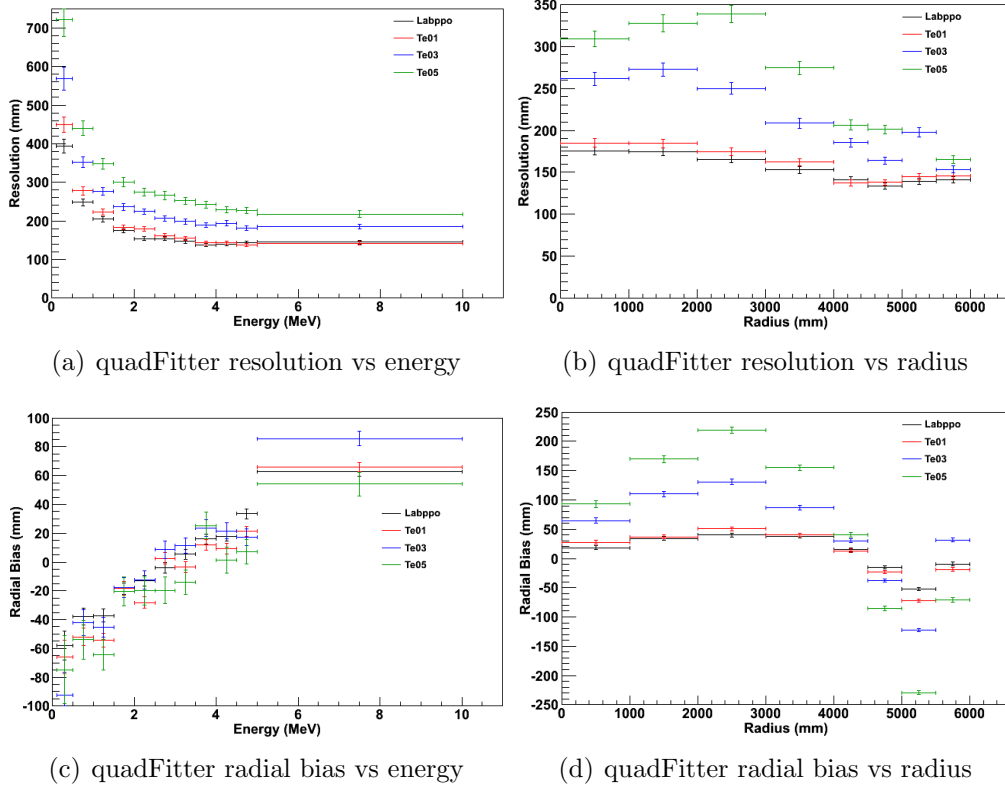 750
700
600
500
400
300
200
100
0
Resolution (mm)
Labppo
Te01
Te03
Te05
0 2 4 6 8 10
Energy (MeV)
(a) quadFitter resolution vs energy
350
300
250
200
150
100
50
0
Resolution (mm)
Labppo
Te01
Te03
Te05
0 1000 2000 3000 4000 5000 6000
Radius (mm)
(b) quadFitter resolution vs radius
100
80
60
40
20
0
-20
-40
-60
-80
-100
Radial Bias (mm)
Labppo
Te01
Te03
Te05
0 2 4 6 8 10
Energy (MeV)
(c) quadFitter radial bias vs energy
250
200
150
100
50
0
-50
-100
-150
-200
-250
Radial Bias (mm)
Labppo
Te01
Te03
Te05
0 1000 2000 3000 4000 5000 6000
Radius (mm)
(d) quadFitter radial bias vs radius